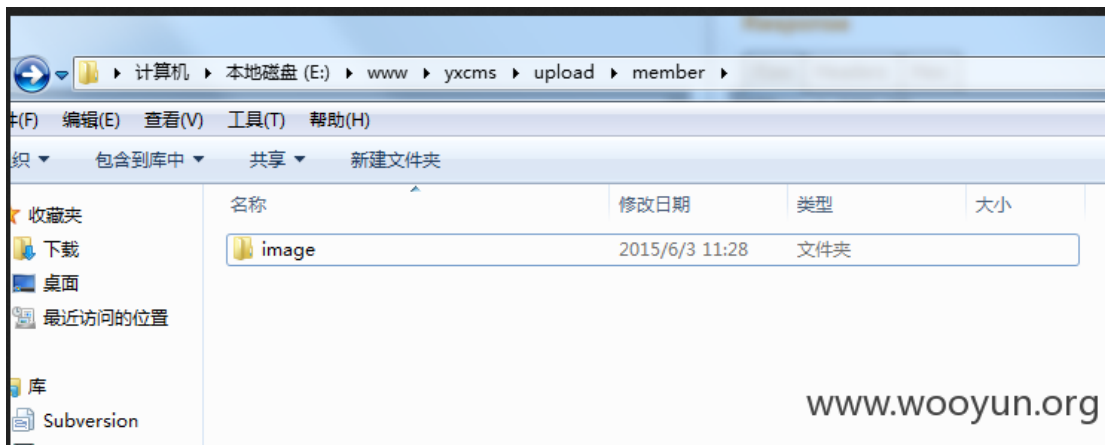 计算机 本地磁盘 (E:) www yxcms upload member
编辑(E) 查看(V) 工具(T) 帮助(H)
包含到库中 共享 新建文件夹
名称 修改日期 类型 大小
收藏夹
image 2015/6/3 11:28 文件夹
下载
桌面
最近访问的位置
库
Subversion
www.wooyun.org